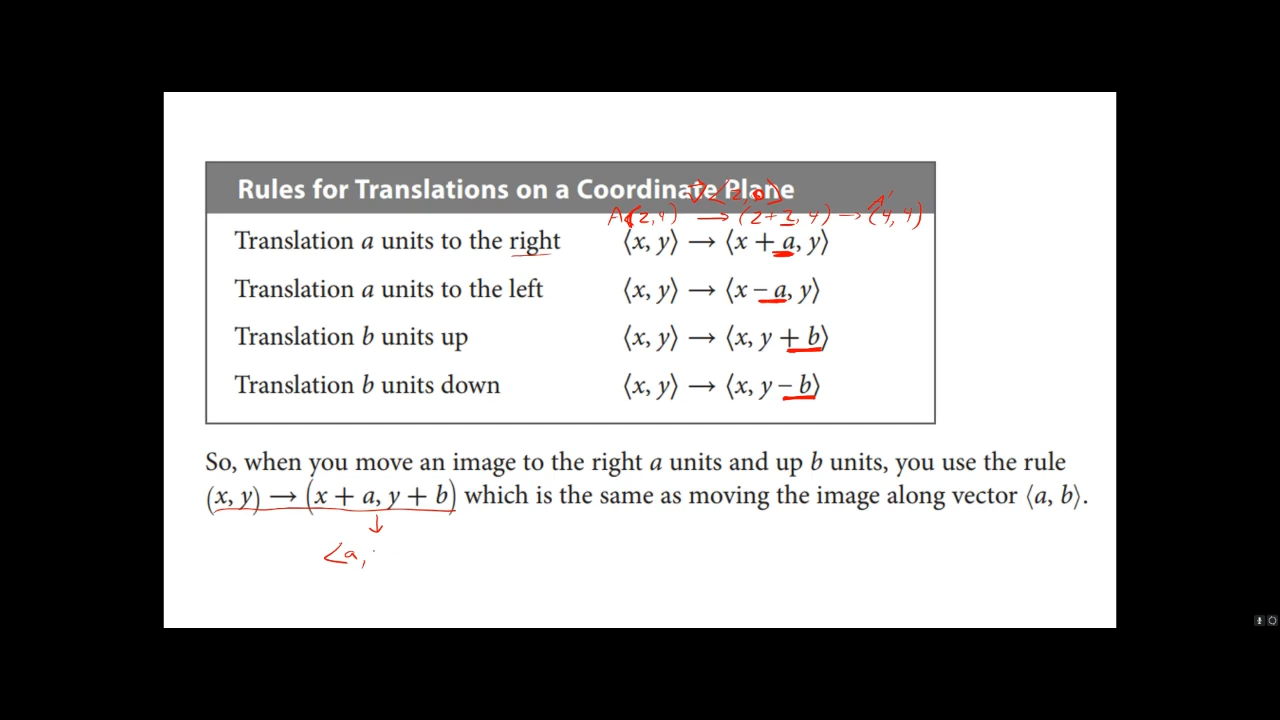 Rules for Translations on a Coordinate Plane
<2, 0>
A(2,4) → (2+2, 4) → A'(4, 4)
Translation a units to the right ⟨x, y⟩ → ⟨x + a, y⟩
Translation a units to the left ⟨x, y⟩ → ⟨x − a, y⟩
Translation b units up ⟨x, y⟩ → ⟨x, y + b⟩
Translation b units down ⟨x, y⟩ → ⟨x, y − b⟩
So, when you move an image to the right a units and up b units, you use the rule
(x, y) → (x + a, y + b) which is the same as moving the image along vector ⟨a, b⟩.
<a,